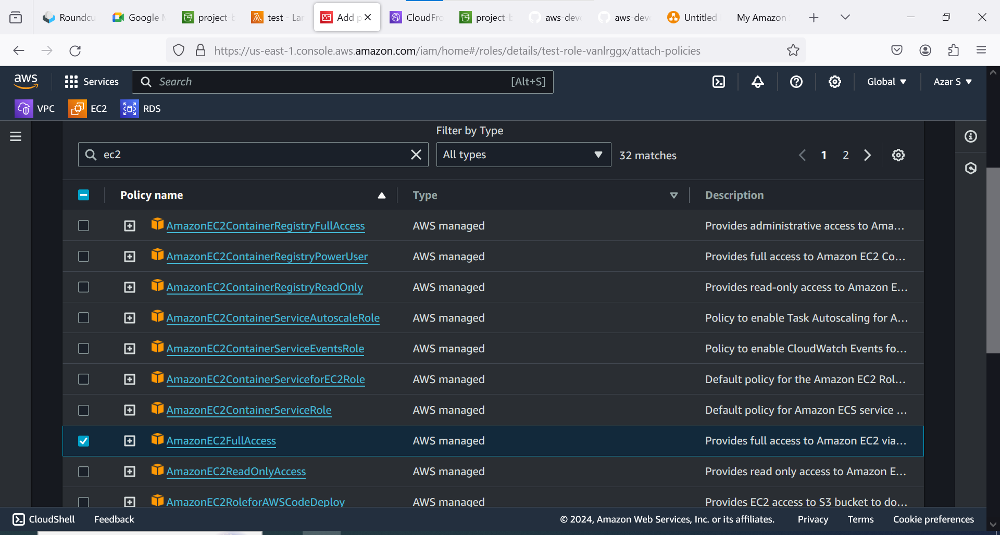 Roundcu
Google M
project-b
test - Lan
Add p
CloudFro
project-b
aws-devo
aws-devo
Untitled
My Amazon
https://us-east-1.console.aws.amazon.com/iam/home#/roles/details/test-role-vanlrggx/attach-policies
aws
Services
Search
[Alt+S]
Global
Azar S
VPC
EC2
RDS
Filter by Type
ec2
All types
32 matches
1
2
Policy name
Type
Description
AmazonEC2ContainerRegistryFullAccess
AWS managed
Provides administrative access to Ama...
AmazonEC2ContainerRegistryPowerUser
AWS managed
Provides full access to Amazon EC2 Co...
AmazonEC2ContainerRegistryReadOnly
AWS managed
Provides read-only access to Amazon E...
AmazonEC2ContainerServiceAutoscaleRole
AWS managed
Policy to enable Task Autoscaling for A...
AmazonEC2ContainerServiceEventsRole
AWS managed
Policy to enable CloudWatch Events fo...
AmazonEC2ContainerServiceforEC2Role
AWS managed
Default policy for the Amazon EC2 Rol...
AmazonEC2ContainerServiceRole
AWS managed
Default policy for Amazon ECS service ...
AmazonEC2FullAccess
AWS managed
Provides full access to Amazon EC2 via...
AmazonEC2ReadOnlyAccess
AWS managed
Provides read only access to Amazon E...
AmazonEC2RoleforAWSCodeDeploy
AWS managed
Provides EC2 access to S3 bucket to do...
CloudShell
Feedback
© 2024, Amazon Web Services, Inc. or its affiliates.
Privacy
Terms
Cookie preferences